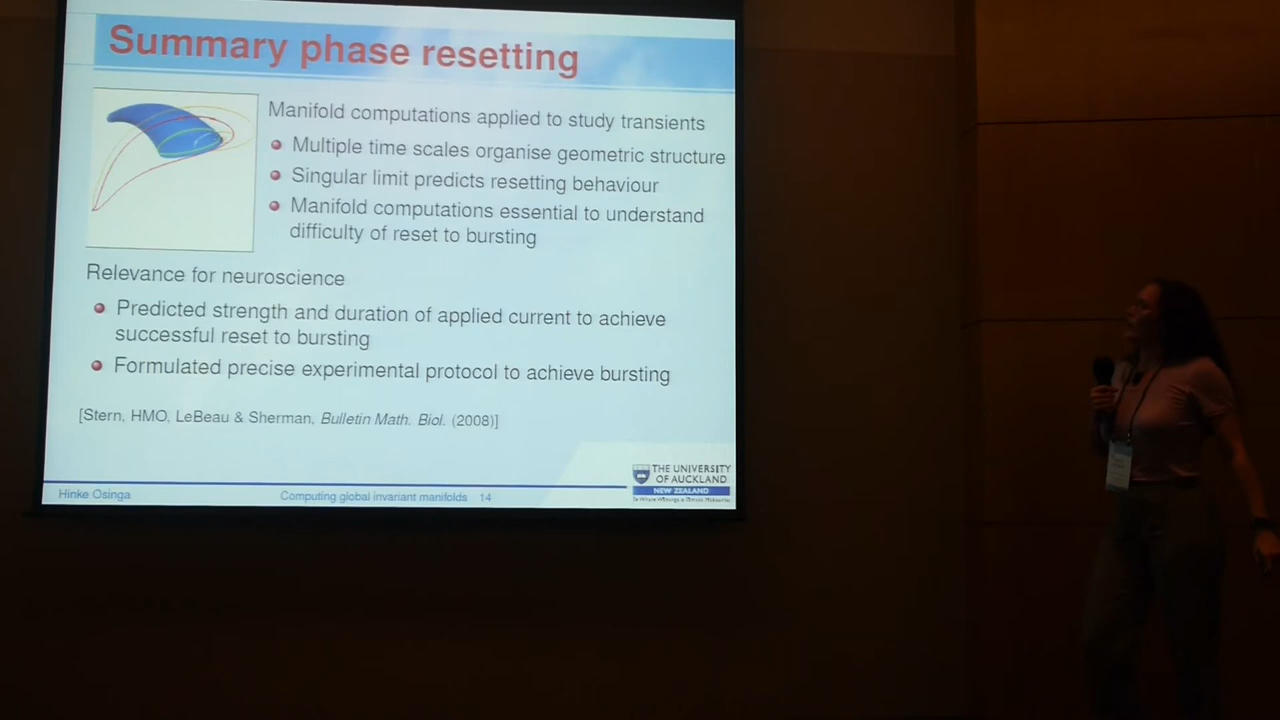 Summary phase resetting
Manifold computations applied to study transients
Multiple time scales organise geometric structure
Singular limit predicts resetting behaviour
Manifold computations essential to understand
difficulty of reset to bursting
Relevance for neuroscience
Predicted strength and duration of applied current to achieve
successful reset to bursting
Formulated precise experimental protocol to achieve bursting
[Stern, HMO, LeBeau & Sherman, Bulletin Math. Biol. (2008)]
THE UNIVERSITY
OF AUCKLAND
NEW ZEALAND
Hinke Osinga
Computing global invariant manifolds 14